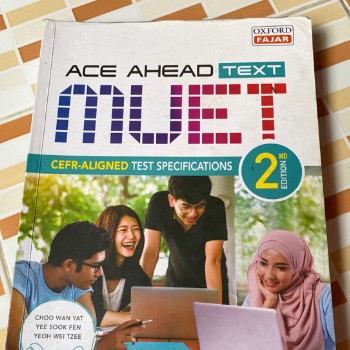 OXFORD
FAJAR
ACE AHEAD TEXT
MUET
CEFR-ALIGNED TEST SPECIFICATIONS
2ND EDITION
CHOO WAN YAT
YEE SOOK FEN
YEOH WEI TZEE